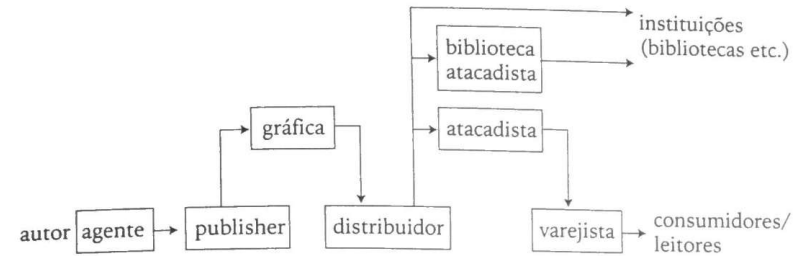 instituições
(bibliotecas etc.)
biblioteca
atacadista
gráfica
atacadista
autor agente
publisher
distribuidor
varejista
consumidores/
leitores